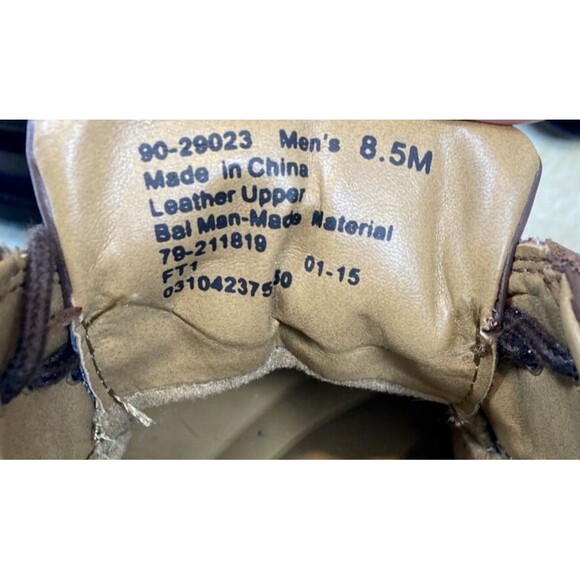 90-29023 Men's 8.5M
Made in China
Leather Upper
Bal Man-Made Material
79-211819
FT1 01-15
03104237550